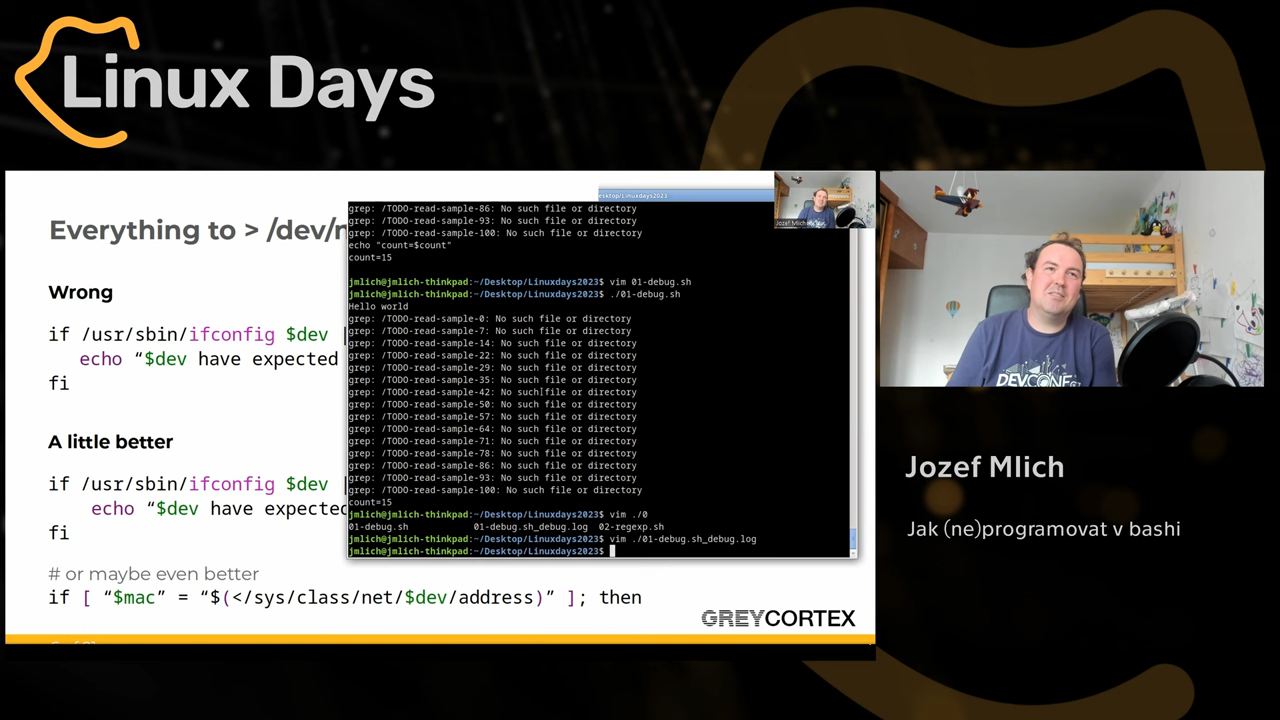 Linux Days
Everything to > /dev/n
Wrong
if /usr/sbin/ifconfig $dev |
echo “$dev have expected
fi
A little better
if /usr/sbin/ifconfig $dev |
echo “$dev have expected
fi
# or maybe even better
if [ “$mac” = “$(</sys/class/net/$dev/address)” ]; then
GREYCORTEX
esktop/Linuxdays2023
grep: /TODO-read-sample-86: No such file or directory
grep: /TODO-read-sample-93: No such file or directory
grep: /TODO-read-sample-100: No such file or directory
echo "count=$count"
count=15
jmlich@jmlich-thinkpad:~/Desktop/Linuxdays2023$ vim 01-debug.sh
jmlich@jmlich-thinkpad:~/Desktop/Linuxdays2023$ ./01-debug.sh
Hello world
grep: /TODO-read-sample-0: No such file or directory
grep: /TODO-read-sample-7: No such file or directory
grep: /TODO-read-sample-14: No such file or directory
grep: /TODO-read-sample-22: No such file or directory
grep: /TODO-read-sample-29: No such file or directory
grep: /TODO-read-sample-35: No such file or directory
grep: /TODO-read-sample-42: No such file or directory
grep: /TODO-read-sample-50: No such file or directory
grep: /TODO-read-sample-57: No such file or directory
grep: /TODO-read-sample-64: No such file or directory
grep: /TODO-read-sample-71: No such file or directory
grep: /TODO-read-sample-78: No such file or directory
grep: /TODO-read-sample-86: No such file or directory
grep: /TODO-read-sample-93: No such file or directory
grep: /TODO-read-sample-100: No such file or directory
count=15
jmlich@jmlich-thinkpad:~/Desktop/Linuxdays2023$ vim ./0
01-debug.sh 01-debug.sh_debug.log 02-regexp.sh
jmlich@jmlich-thinkpad:~/Desktop/Linuxdays2023$ vim ./01-debug.sh_debug.log
jmlich@jmlich-thinkpad:~/Desktop/Linuxdays2023$
DEVCONF
Jozef Mlich
Jak (ne)programovat v bashi